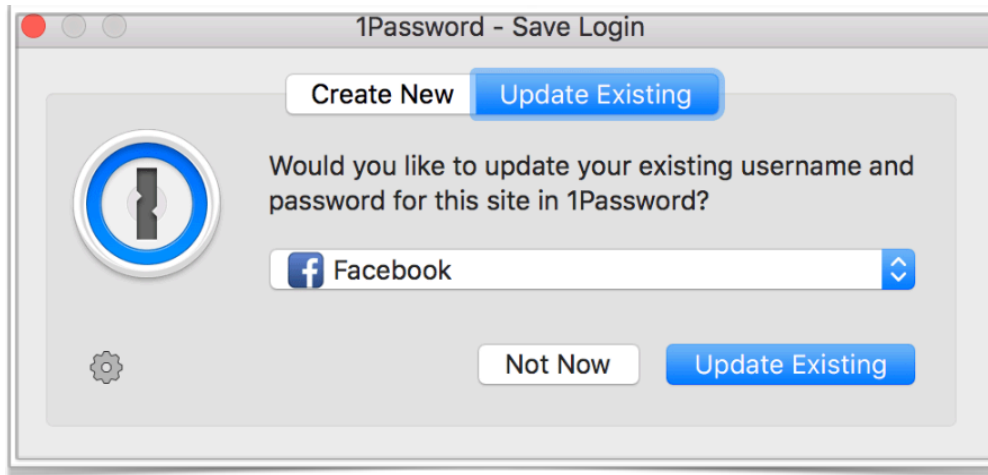 1Password - Save Login
Create New Update Existing
Would you like to update your existing username and
password for this site in 1Password?
Facebook
Not Now Update Existing